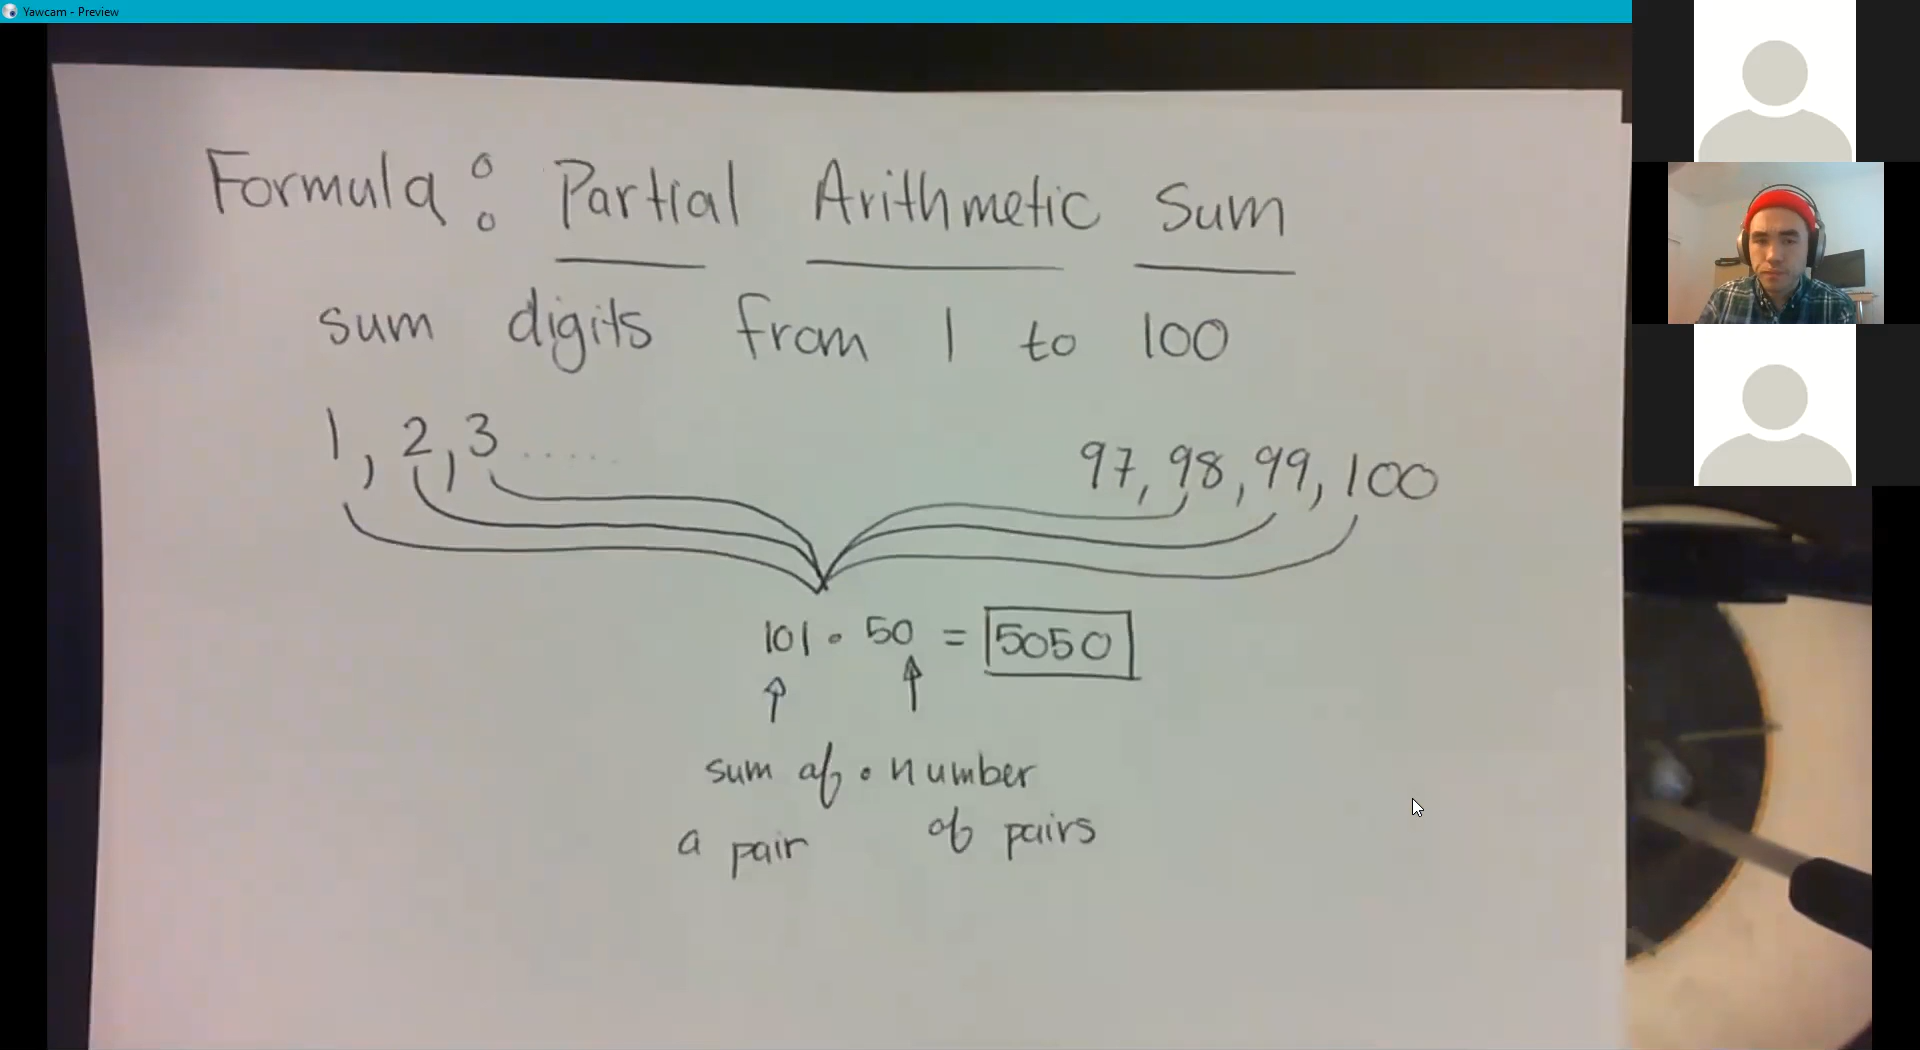 Yawcam - Preview
Formula: Partial Arithmetic Sum
sum digits from 1 to 100
1, 2, 3 ..... 97, 98, 99, 100
101 · 50 = 5050
sum of · number
a pair of pairs